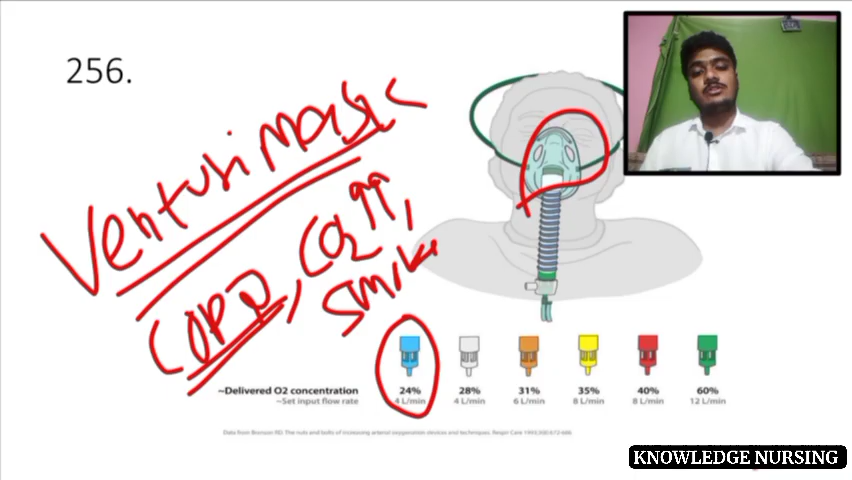 256.
Venturi mask
COPD, CO2 ↑↑,
smoke
~Delivered O2 concentration 24% 28% 31% 35% 40% 60%
~Set input flow rate 4 L/min 4 L/min 6 L/min 8 L/min 8 L/min 12 L/min
KNOWLEDGE NURSING